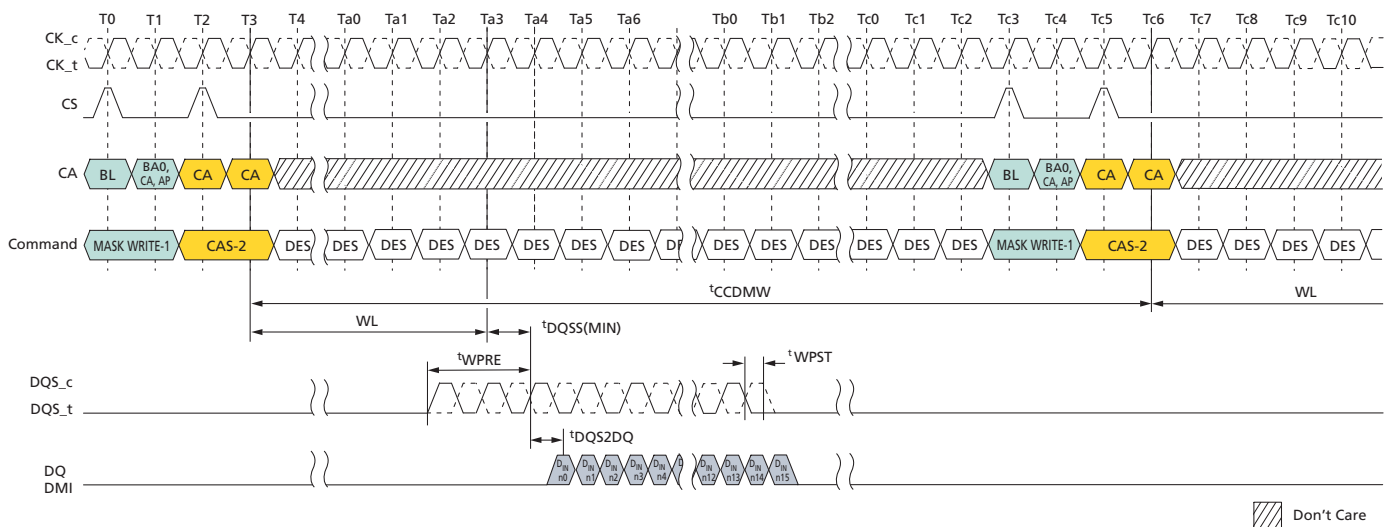 T0 T1 T2 T3 T4 Ta0 Ta1 Ta2 Ta3 Ta4 Ta5 Ta6 Tb0 Tb1 Tb2 Tc0 Tc1 Tc2 Tc3 Tc4 Tc5 Tc6 Tc7 Tc8 Tc9 Tc10
CK_c
CK_t
CS
CA BL BA0, CA, AP CA CA BL BA0, CA, AP CA CA
Command MASK WRITE-1 CAS-2 DES DES DES DES DES DES DES DES DES DES DES DES DES DES MASK WRITE-1 CAS-2 DES DES DES DES
tCCDMW WL
WL tDQSS(MIN)
tWPRE tWPST
DQS_c
DQS_t
tDQS2DQ
DQ
DMI
DIN n0 DIN n1 DIN n2 DIN n3 DIN n4 DIN n12 DIN n13 DIN n14 DIN n15
Don't Care